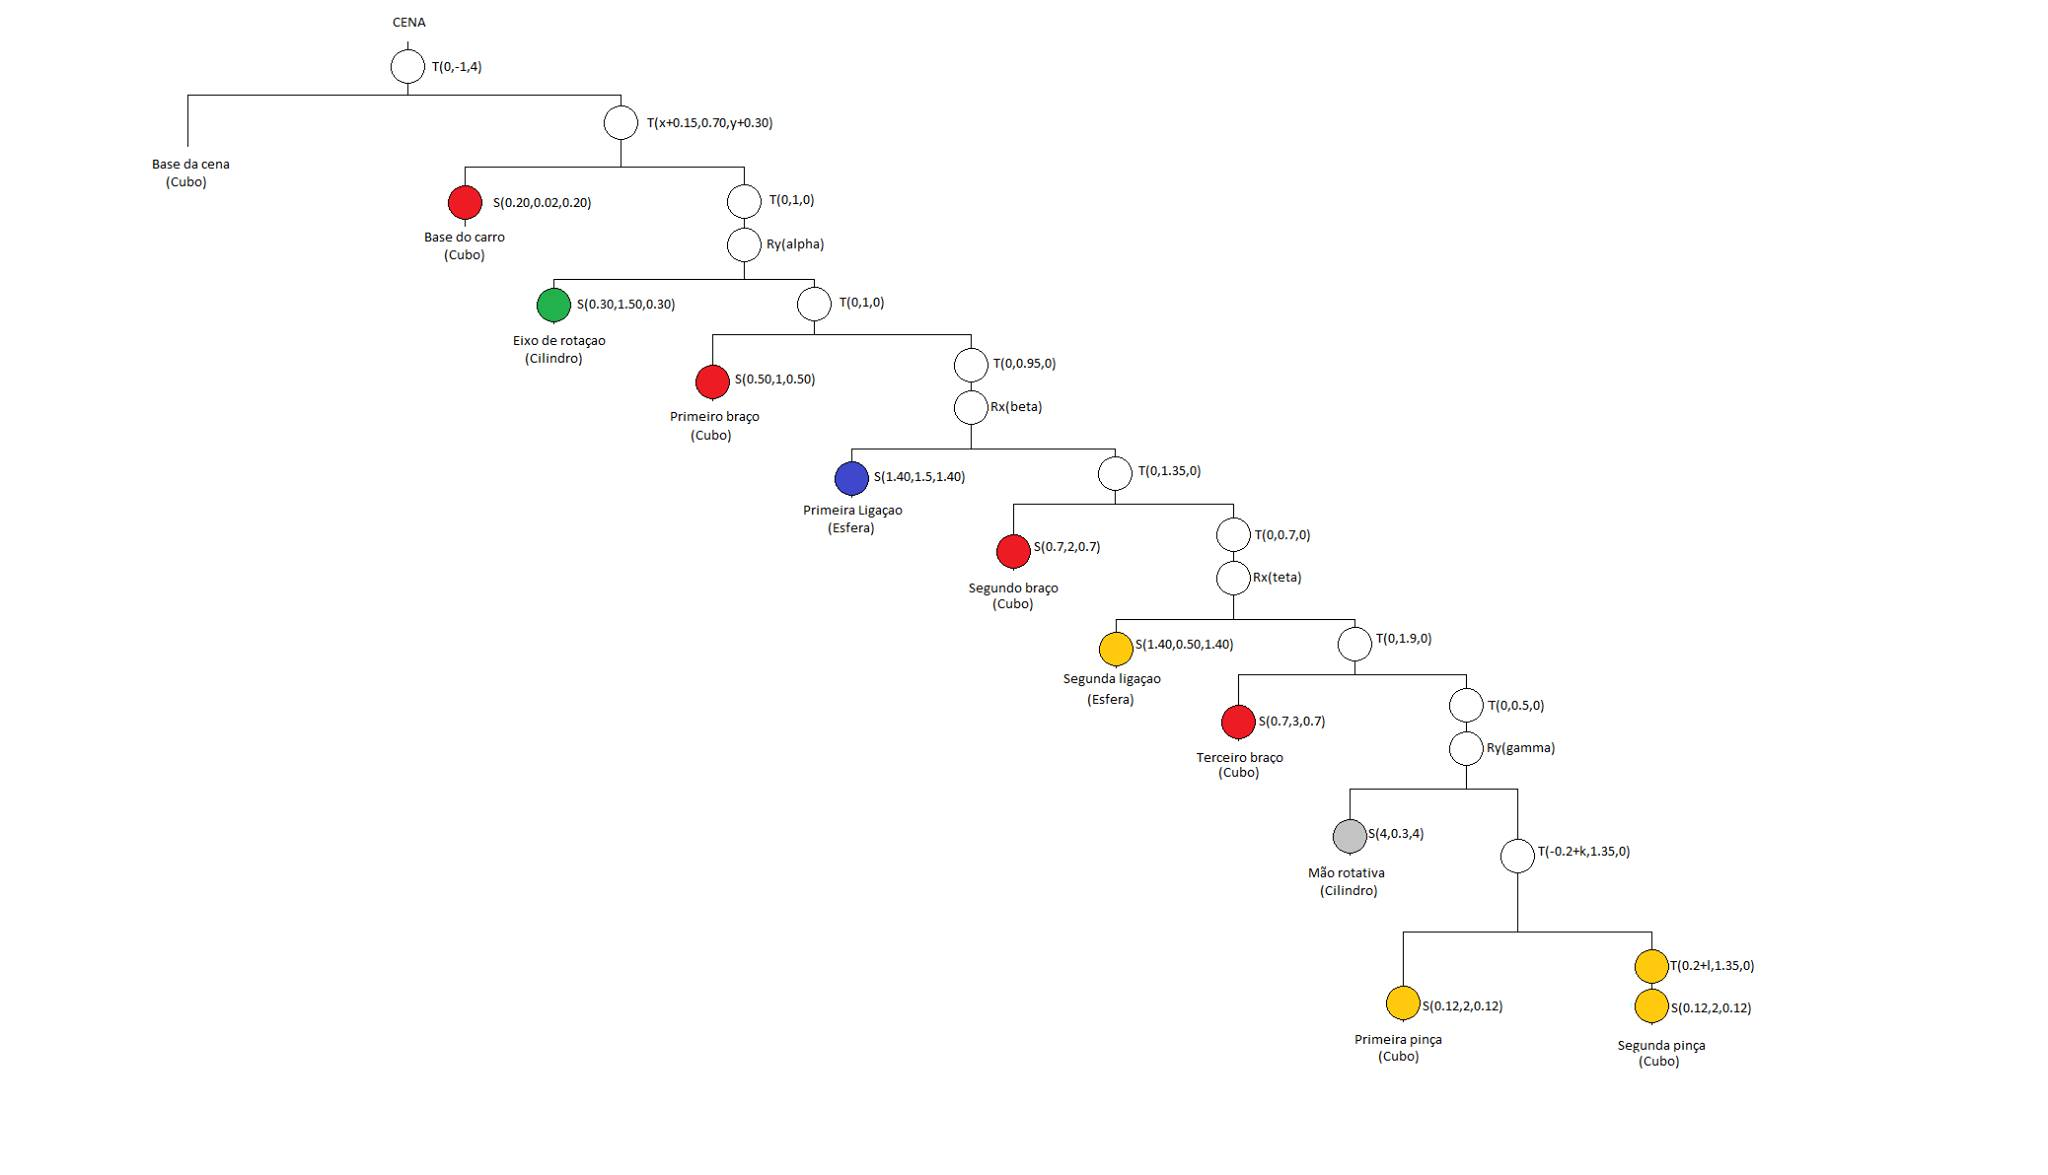 CENA
T(0,-1,4)
T(x+0.15,0.70,y+0.30)
Base da cena
(Cubo)
S(0.20,0.02,0.20)
T(0,1,0)
Base do carro
(Cubo)
Ry(alpha)
S(0.30,1.50,0.30)
T(0,1,0)
Eixo de rotaçao
(Cilindro)
T(0,0.95,0)
S(0.50,1,0.50)
Rx(beta)
Primeiro braço
(Cubo)
S(1.40,1.5,1.40)
T(0,1.35,0)
Primeira Ligaçao
(Esfera)
T(0,0.7,0)
S(0.7,2,0.7)
Rx(teta)
Segundo braço
(Cubo)
S(1.40,0.50,1.40)
T(0,1.9,0)
Segunda ligaçao
(Esfera)
T(0,0.5,0)
S(0.7,3,0.7)
Ry(gamma)
Terceiro braço
(Cubo)
S(4,0.3,4)
T(-0.2+k,1.35,0)
Mão rotativa
(Cilindro)
T(0.2+l,1.35,0)
S(0.12,2,0.12)
S(0.12,2,0.12)
Primeira pinça
(Cubo)
Segunda pinça
(Cubo)